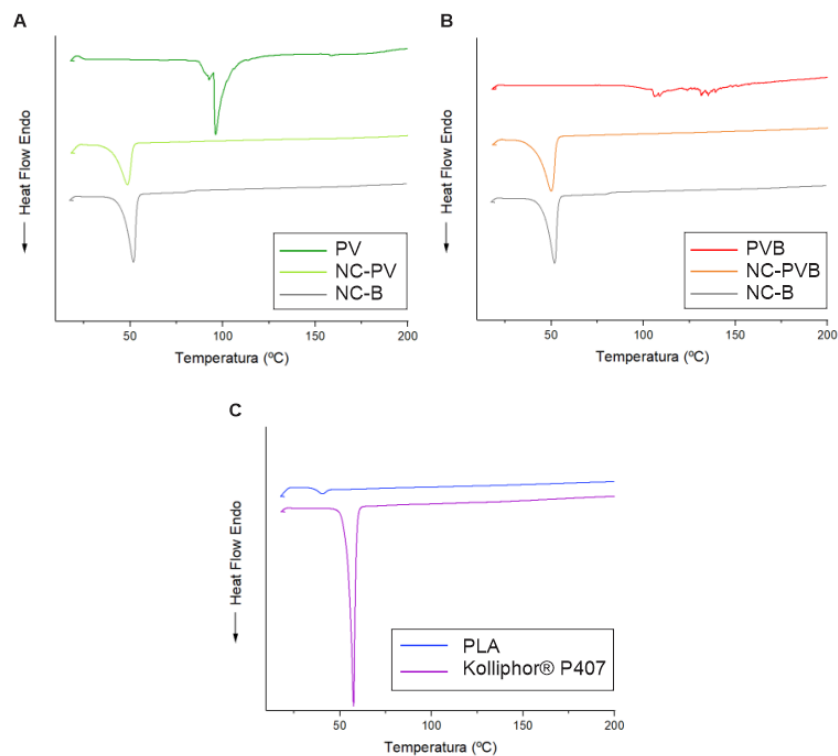 A
Heat Flow Endo
PV
NC-PV
NC-B
50
100
150
200
Temperatura (ºC)
B
Heat Flow Endo
PVB
NC-PVB
NC-B
50
100
150
200
Temperatura (ºC)
C
Heat Flow Endo
PLA
Kolliphor® P407
50
100
150
200
Temperatura (ºC)